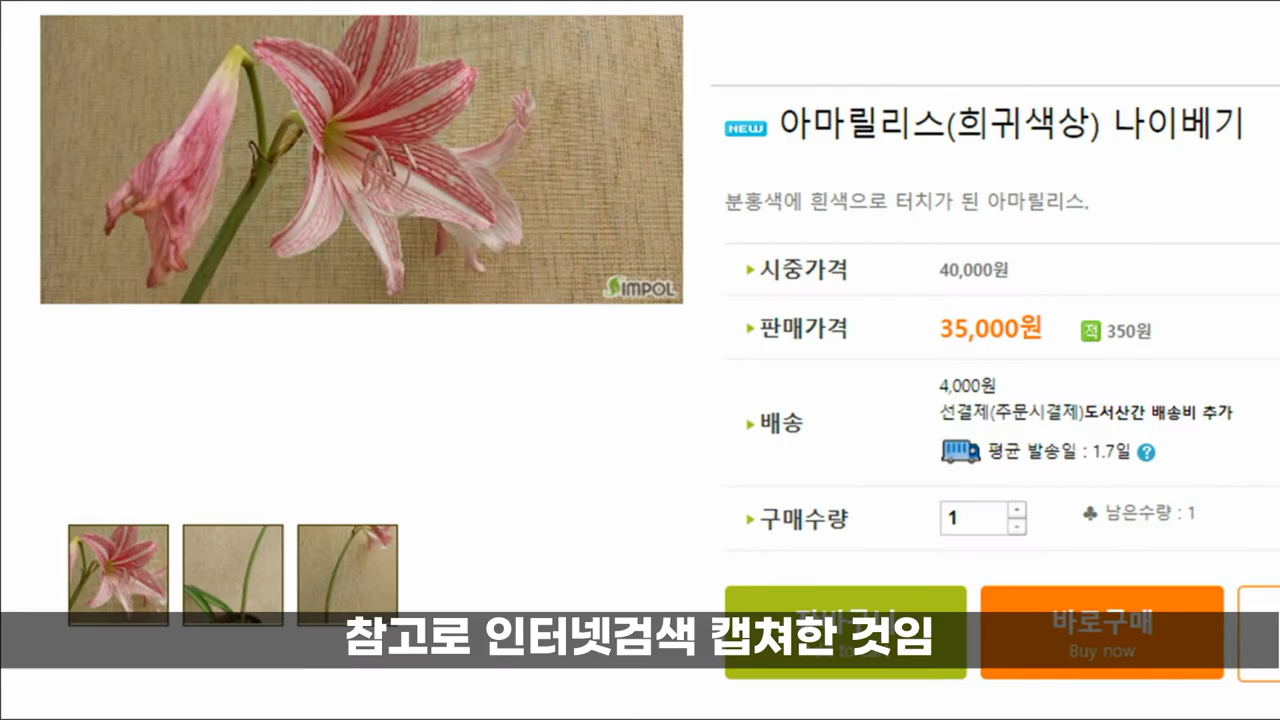 SIMPOL
NEW 아마릴리스(희귀색상) 나이베기
분홍색에 흰색으로 터치가 된 아마릴리스.
시중가격 40,000원
판매가격 35,000원 적 350원
배송
4,000원
선결제(주문시결제)도서산간 배송비 추가
평균 발송일 : 1.7일 ?
구매수량 1 ♣ 남은수량 : 1
바로구매
Buy now
참고로 인터넷검색 캡쳐한 것임